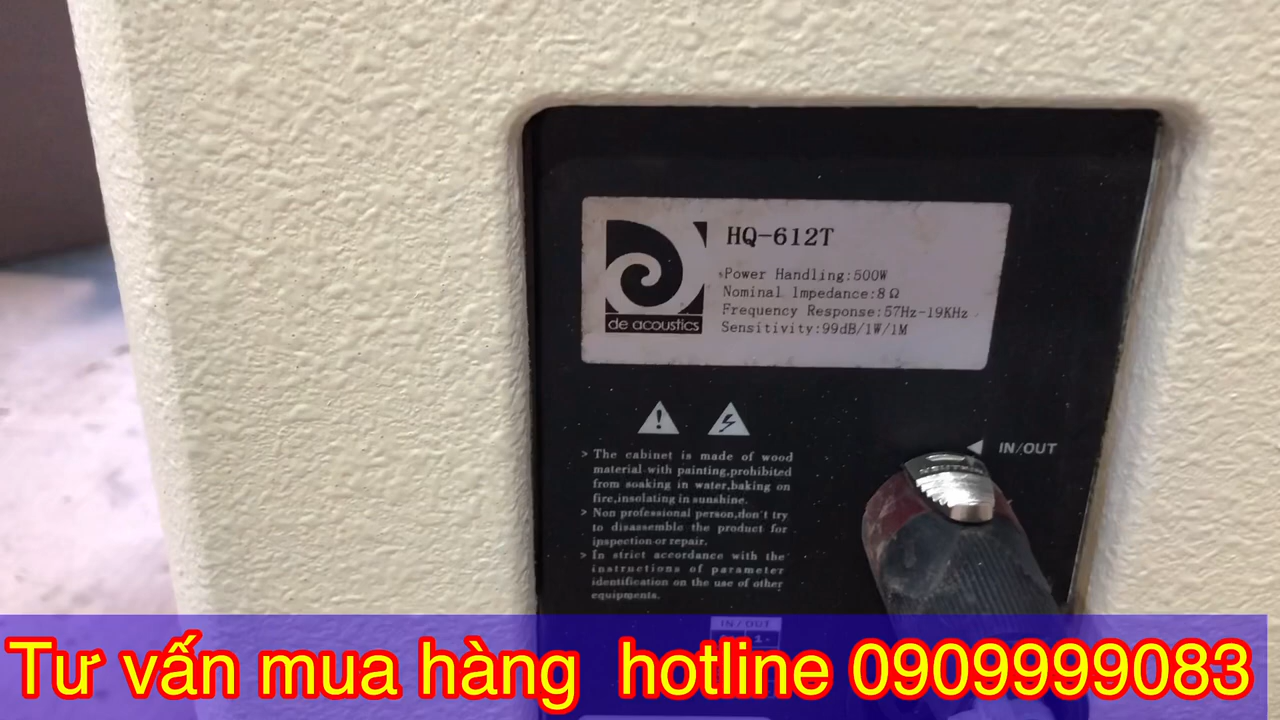 HQ-612T
Power Handling:500W
Nominal Impedance:8Ω
Frequency Response:57Hz-19KHz
Sensitivity:99dB/1W/1M
de acoustics
IN/OUT
> The cabinet is made of wood
material with painting,prohibited
from soaking in water,baking on
fire,insolating in sunshine.
> Non professional person,don't try
to disassemble the product for
inspection or repair.
> In strict accordance with the
instructions of parameter
identification on the use of other
equipments.
IN/OUT
Tư vấn mua hàng hotline 0909999083